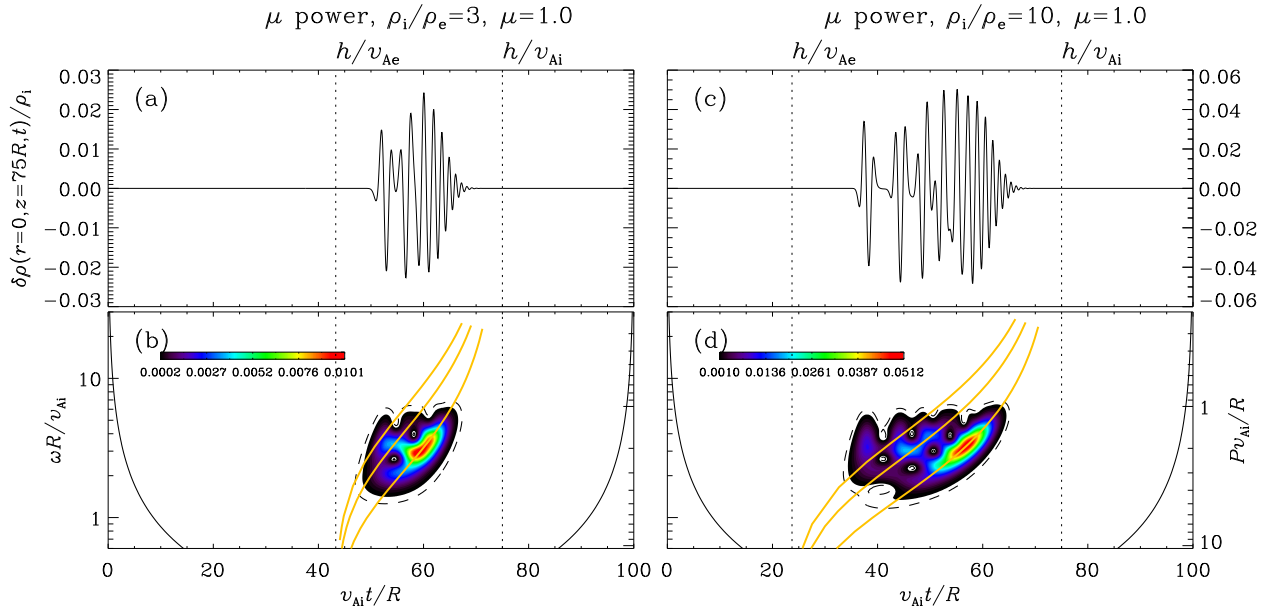 μ power, ρi/ρe=3, μ=1.0
μ power, ρi/ρe=10, μ=1.0
h/vAe
h/vAi
h/vAe
h/vAi
δρ(r=0,z=75R,t)/ρi
0.03
0.02
0.01
0.00
−0.01
−0.02
−0.03
(a)
(c)
0.06
0.04
0.02
0.00
−0.02
−0.04
−0.06
ωR/vAi
10
1
(b)
0.0002 0.0027 0.0052 0.0076 0.0101
(d)
0.0010 0.0136 0.0261 0.0387 0.0512
1
10
PvAi/R
0 20 40 60 80 100
0 20 40 60 80 100
vAit/R
vAit/R